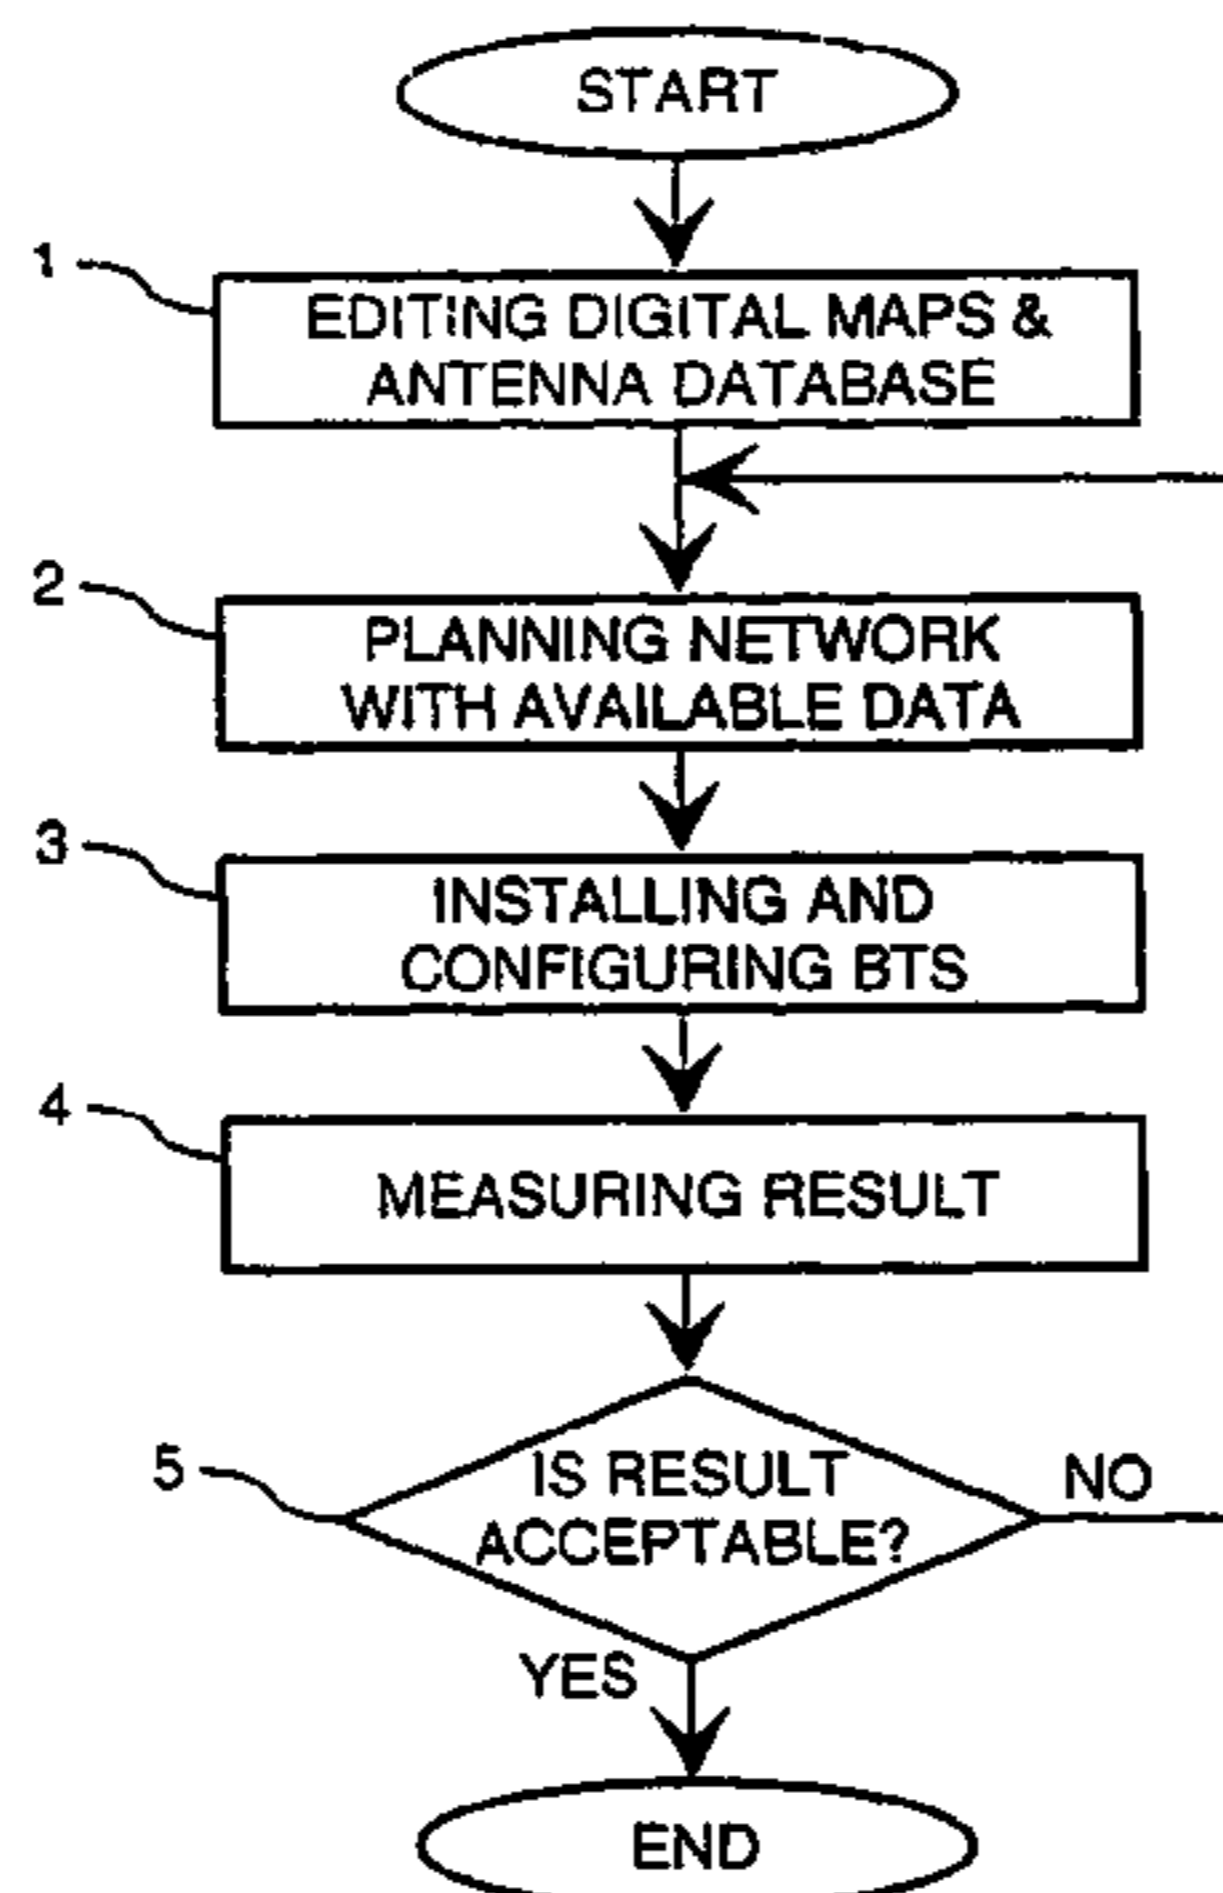 START
1
EDITING DIGITAL MAPS &
ANTENNA DATABASE
2
PLANNING NETWORK
WITH AVAILABLE DATA
3
INSTALLING AND
CONFIGURING BTS
4
MEASURING RESULT
5
IS RESULT
ACCEPTABLE?
NO
YES
END